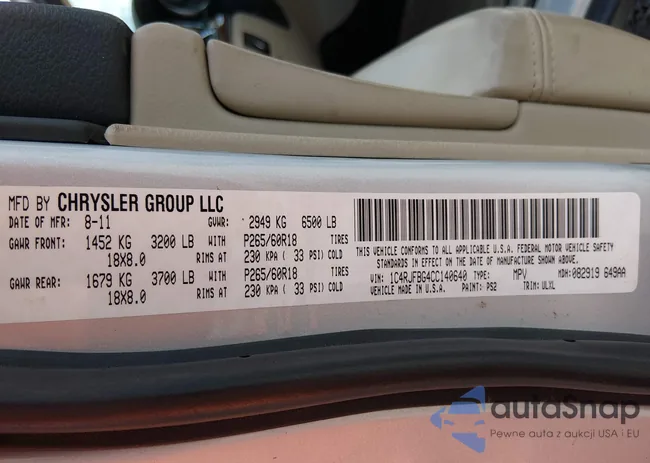 MFD BY CHRYSLER GROUP LLC
DATE OF MFR: 8-11 GVWR: 2949 KG 6500 LB
GAWR FRONT: 1452 KG 3200 LB WITH P265/60R18 TIRES
18X8.0 RIMS AT 230 KPA ( 33 PSI) COLD
GAWR REAR: 1679 KG 3700 LB WITH P265/60R18 TIRES
18X8.0 RIMS AT 230 KPA ( 33 PSI) COLD
THIS VEHICLE CONFORMS TO ALL APPLICABLE U.S.A. FEDERAL MOTOR VEHICLE SAFETY
STANDARDS IN EFFECT ON THE DATE OF MANUFACTURE SHOWN ABOVE.
VIN: 1C4RJFBG4CC140640 TYPE: MPV MDH: 082919 649AA
VEHICLE MADE IN U.S.A. PAINT: PS2 TRIM: ULXL
autoSnap
Pewne auta z aukcji USA i EU